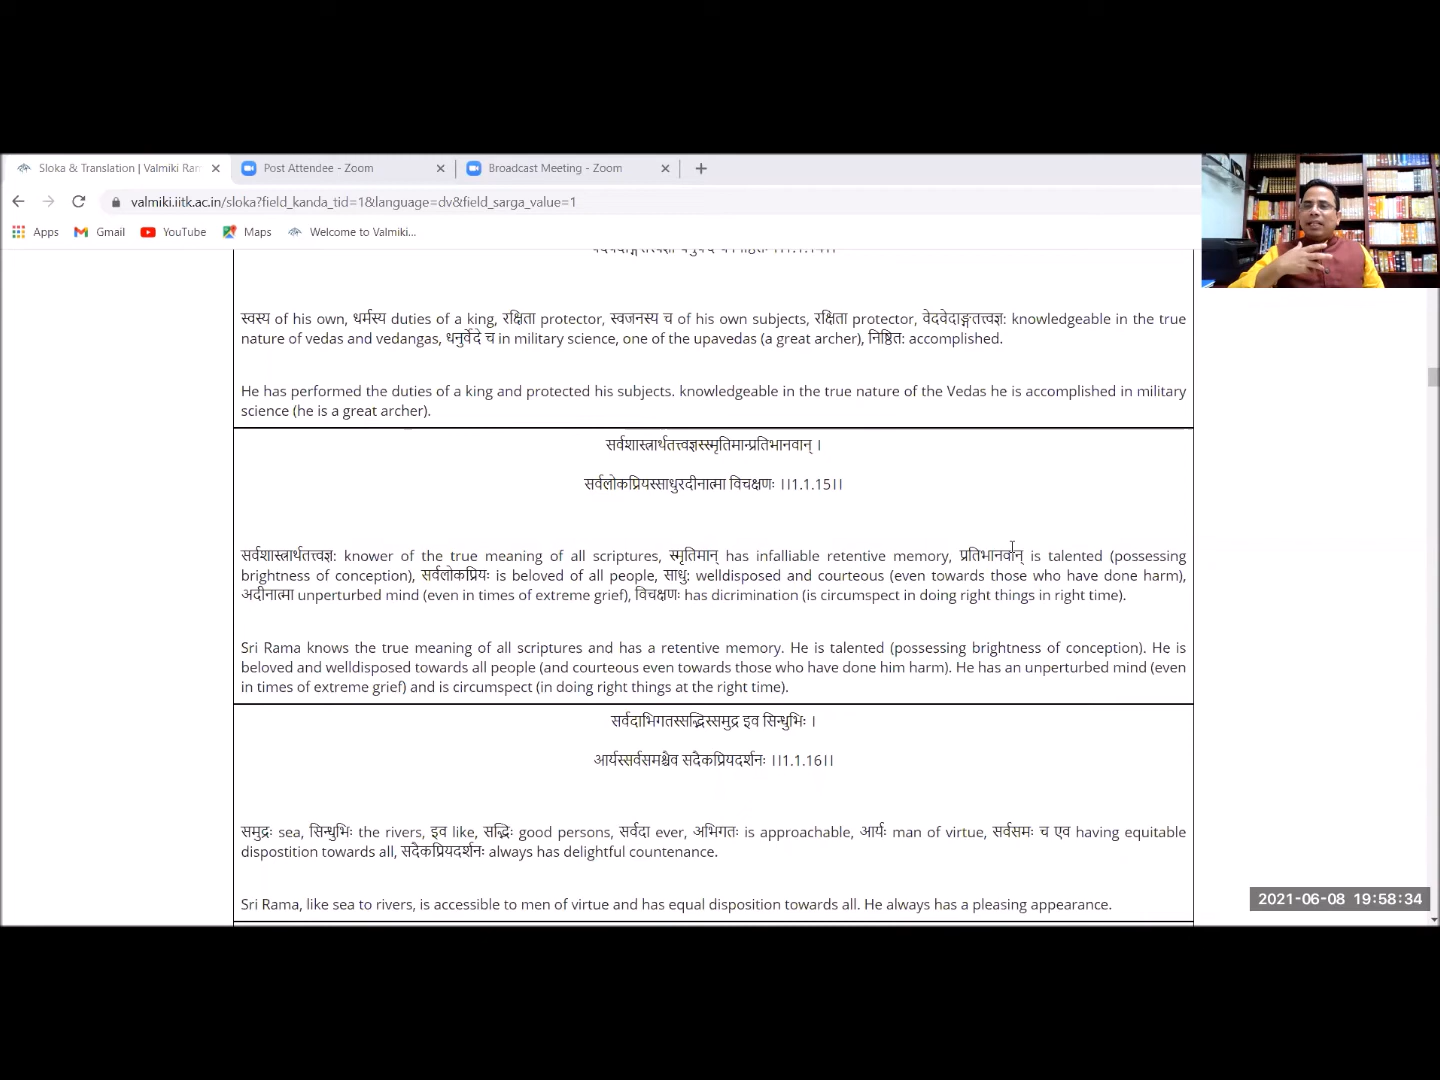 Sloka & Translation | Valmiki Ran
Post Attendee - Zoom
Broadcast Meeting - Zoom
valmiki.iitk.ac.in/sloka?field_kanda_tid=1&language=dv&field_sarga_value=1
Apps Gmail YouTube Maps Welcome to Valmiki...
स्वस्य of his own, धर्मस्य duties of a king, रक्षिता protector, स्वजनस्य च of his own subjects, रक्षिता protector, वेदवेदाङ्गतत्त्वज्ञ: knowledgeable in the true
nature of vedas and vedangas, धनुर्वेदे च in military science, one of the upavedas (a great archer), निष्ठित: accomplished.
He has performed the duties of a king and protected his subjects. knowledgeable in the true nature of the Vedas he is accomplished in military
science (he is a great archer).
सर्वशास्त्रार्थतत्त्वज्ञस्स्मृतिमान्प्रतिभानवान् ।
सर्वलोकप्रियस्साधुरदीनात्मा विचक्षणः ।।1.1.15।।
सर्वशास्त्रार्थतत्त्वज्ञ: knower of the true meaning of all scriptures, स्मृतिमान् has infalliable retentive memory, प्रतिभानवान् is talented (possessing
brightness of conception), सर्वलोकप्रियः is beloved of all people, साधु: welldisposed and courteous (even towards those who have done harm),
अदीनात्मा unperturbed mind (even in times of extreme grief), विचक्षणः has dicrimination (is circumspect in doing right things in right time).
Sri Rama knows the true meaning of all scriptures and has a retentive memory. He is talented (possessing brightness of conception). He is
beloved and welldisposed towards all people (and courteous even towards those who have done him harm). He has an unperturbed mind (even
in times of extreme grief) and is circumspect (in doing right things at the right time).
सर्वदाभिगतस्सद्भिस्समुद्र इव सिन्धुभिः ।
आर्यस्सर्वसमश्चैव सदैकप्रियदर्शनः ।।1.1.16।।
समुद्रः sea, सिन्धुभिः the rivers, इव like, सद्भिः good persons, सर्वदा ever, अभिगतः is approachable, आर्यः man of virtue, सर्वसमः च एव having equitable
dispostition towards all, सदैकप्रियदर्शनः always has delightful countenance.
Sri Rama, like sea to rivers, is accessible to men of virtue and has equal disposition towards all. He always has a pleasing appearance.
2021-06-08 19:58:34